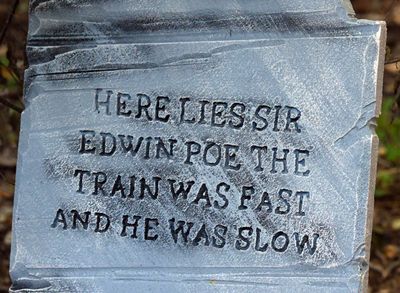 HERE LIES SIR
EDWIN POE THE
TRAIN WAS FAST
AND HE WAS SLOW